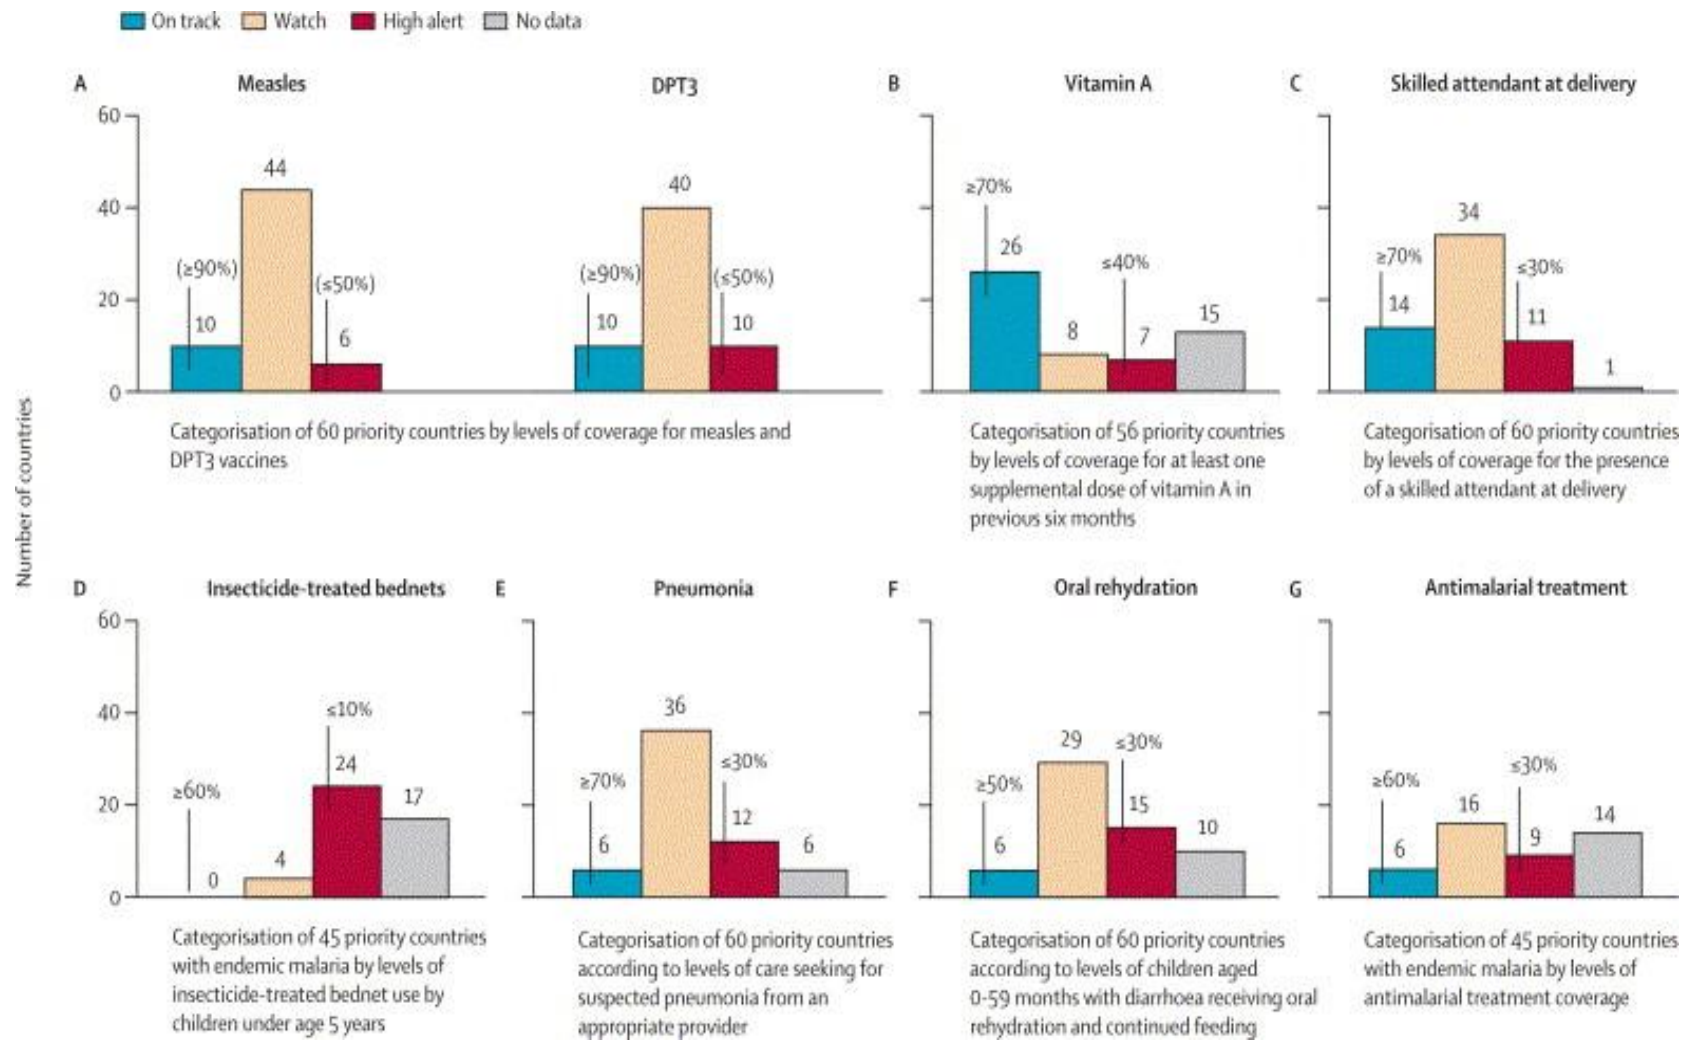 On track Watch High alert No data
A Measles DPT3
60
40
20
0
(≥90%)
10
44
(≤50%)
6
(≥90%)
10
40
(≤50%)
10
Categorisation of 60 priority countries by levels of coverage for measles and
DPT3 vaccines
B Vitamin A
≥70%
26
8
≤40%
7
15
Categorisation of 56 priority countries
by levels of coverage for at least one
supplemental dose of vitamin A in
previous six months
C Skilled attendant at delivery
≥70%
14
34
≤30%
11
1
Categorisation of 60 priority countries
by levels of coverage for the presence
of a skilled attendant at delivery
Number of countries
D Insecticide-treated bednets
60
40
20
0
≥60%
0
4
≤10%
24
17
Categorisation of 45 priority countries
with endemic malaria by levels of
insecticide-treated bednet use by
children under age 5 years
E Pneumonia
≥70%
6
36
≤30%
12
6
Categorisation of 60 priority countries
according to levels of care seeking for
suspected pneumonia from an
appropriate provider
F Oral rehydration
≥50%
6
29
≤30%
15
10
Categorisation of 60 priority countries
according to levels of children aged
0-59 months with diarrhoea receiving oral
rehydration and continued feeding
G Antimalarial treatment
≥60%
6
16
≤30%
9
14
Categorisation of 45 priority countries
with endemic malaria by levels of
antimalarial treatment coverage